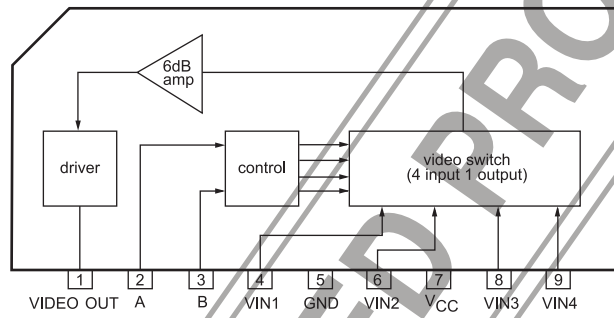 6dB
amp
driver
control
video switch
(4 input 1 output)
1 2 3 4 5 6 7 8 9
VIDEO OUT A B VIN1 GND VIN2 VCC VIN3 VIN4